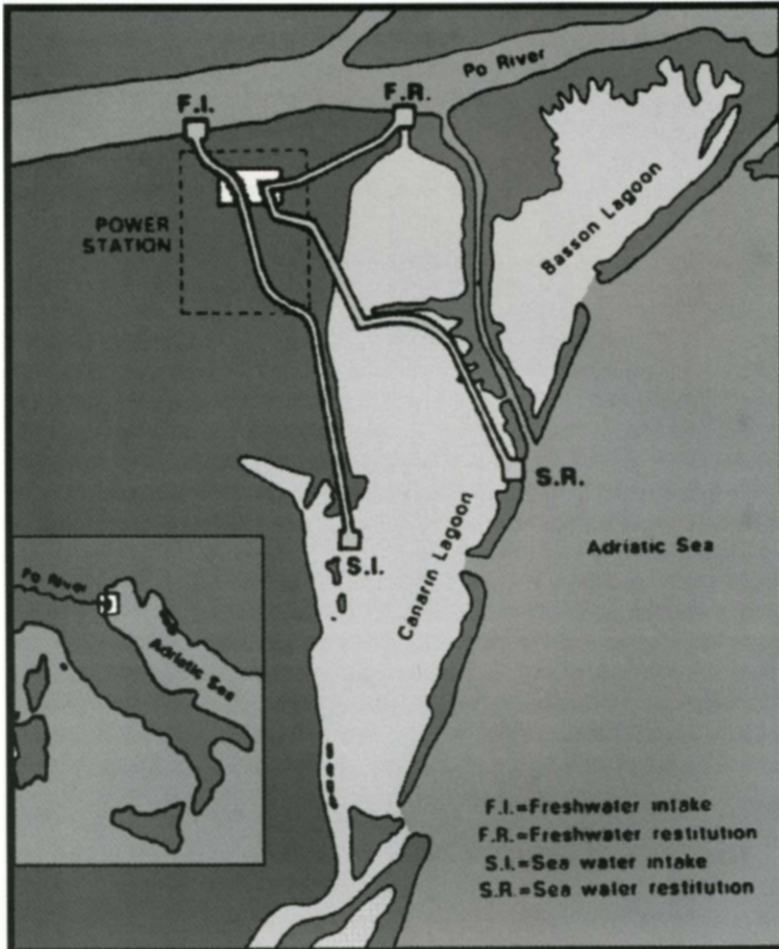 Po River
F.I.
F.R.
POWER
STATION
Basson Lagoon
S.R.
Canarin Lagoon
Adriatic Sea
S.I.
Po River
Adriatic Sea
F.I.=Freshwater intake
F.R.=Freshwater restitution
S.I.=Sea water intake
S.R.=Sea water restitution